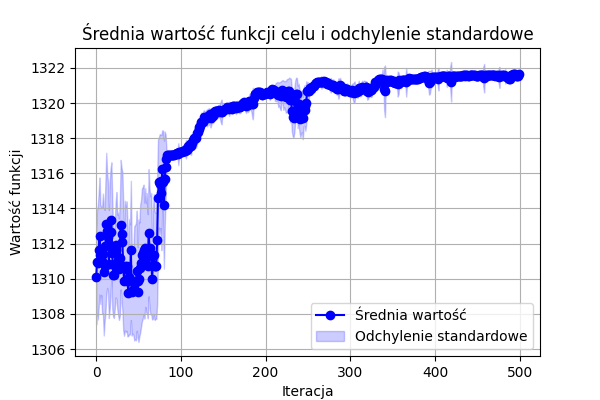 Średnia wartość funkcji celu i odchylenie standardowe
1322
1320
1318
1316
1314
1312
1310
1308
1306
Wartość funkcji
Średnia wartość
Odchylenie standardowe
0 100 200 300 400 500
Iteracja